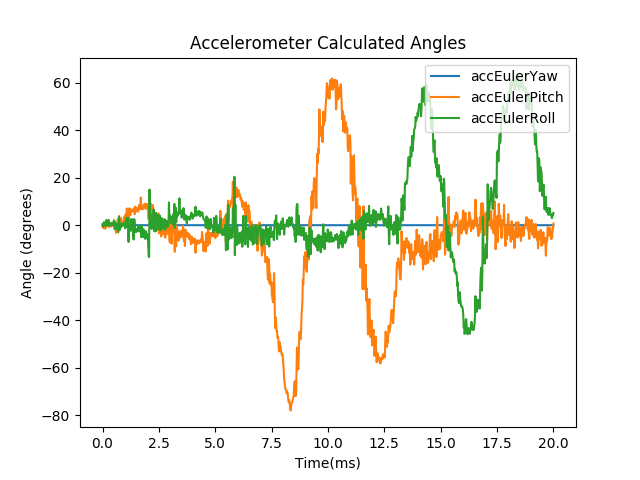 Accelerometer Calculated Angles
accEulerYaw
accEulerPitch
accEulerRoll
Angle (degrees)
60
40
20
0
−20
−40
−60
−80
0.0 2.5 5.0 7.5 10.0 12.5 15.0 17.5 20.0
Time(ms)